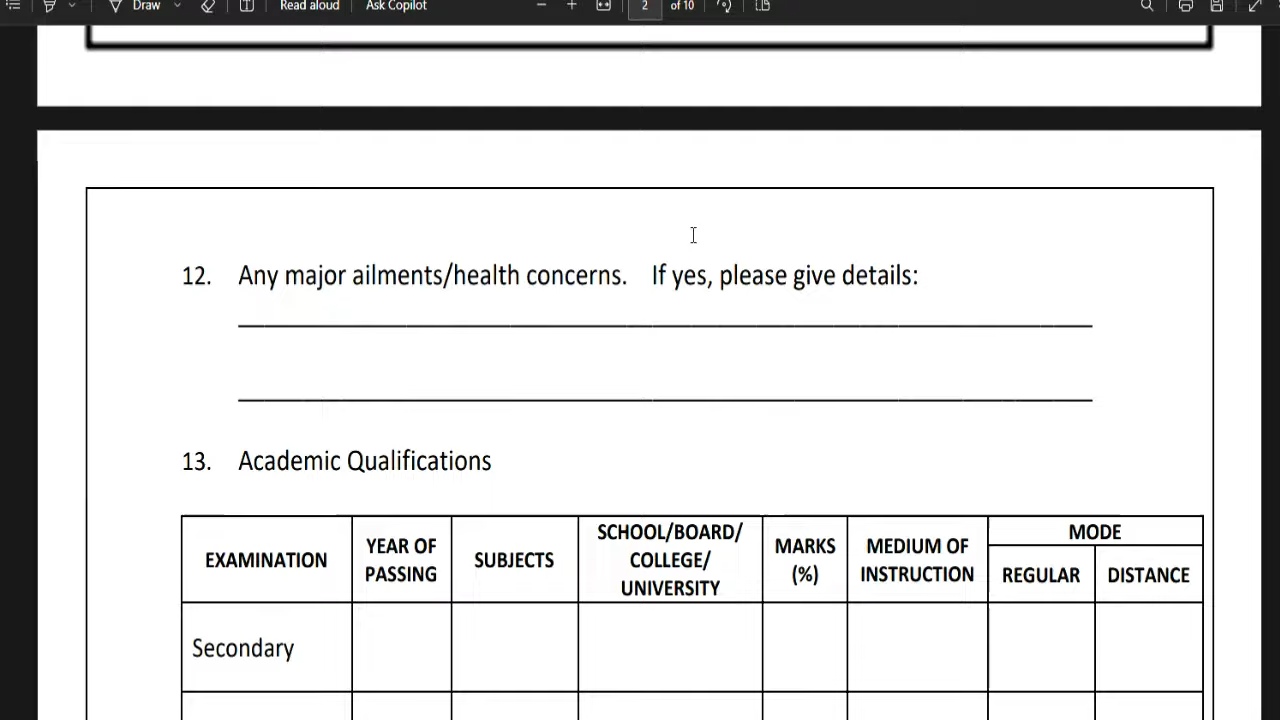 Draw Read aloud Ask Copilot 2 of 10
12. Any major ailments/health concerns. If yes, please give details:
13. Academic Qualifications
EXAMINATION
YEAR OF
PASSING
SUBJECTS
SCHOOL/BOARD/
COLLEGE/
UNIVERSITY
MARKS
(%)
MEDIUM OF
INSTRUCTION
MODE
REGULAR DISTANCE
Secondary